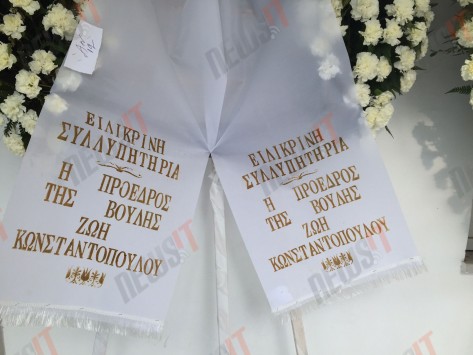 ΕΙΛΙΚΡΙΝΗ
ΣΥΛΛΥΠΗΤΗΡΙΑ
Η ΠΡΟΕΔΡΟΣ
ΤΗΣ ΒΟΥΛΗΣ
ΖΩΗ
ΚΩΝΣΤΑΝΤΟΠΟΥΛΟΥ
ΕΙΛΙΚΡΙΝΗ
ΣΥΛΛΥΠΗΤΗΡΙΑ
Η ΠΡΟΕΔΡΟΣ
ΤΗΣ ΒΟΥΛΗΣ
ΖΩΗ
ΚΩΝΣΤΑΝΤΟΠΟΥΛΟΥ
NEWSIT